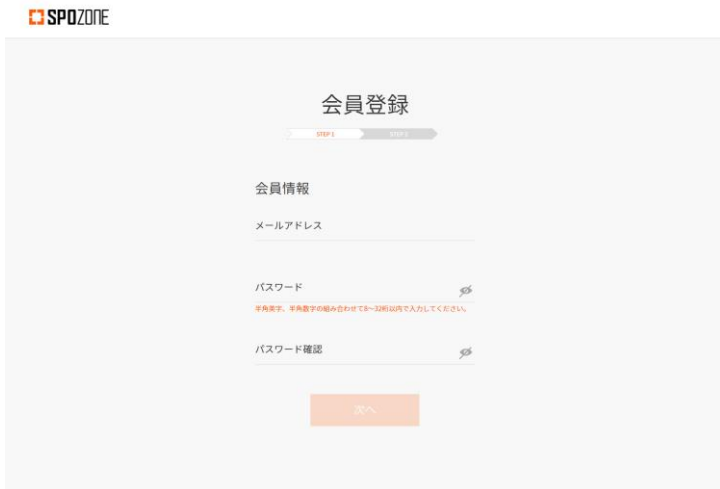 SPOZONE
会員登録
STEP 1 STEP 2
会員情報
メールアドレス
パスワード
半角英字、半角数字の組み合わせて8～32桁以内で入力してください。
パスワード確認
次へ